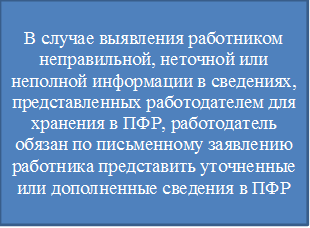 В случае выявления работником
неправильной, неточной или
неполной информации в сведениях,
представленных работодателем для
хранения в ПФР, работодатель
обязан по письменному заявлению
работника представить уточненные
или дополненные сведения в ПФР